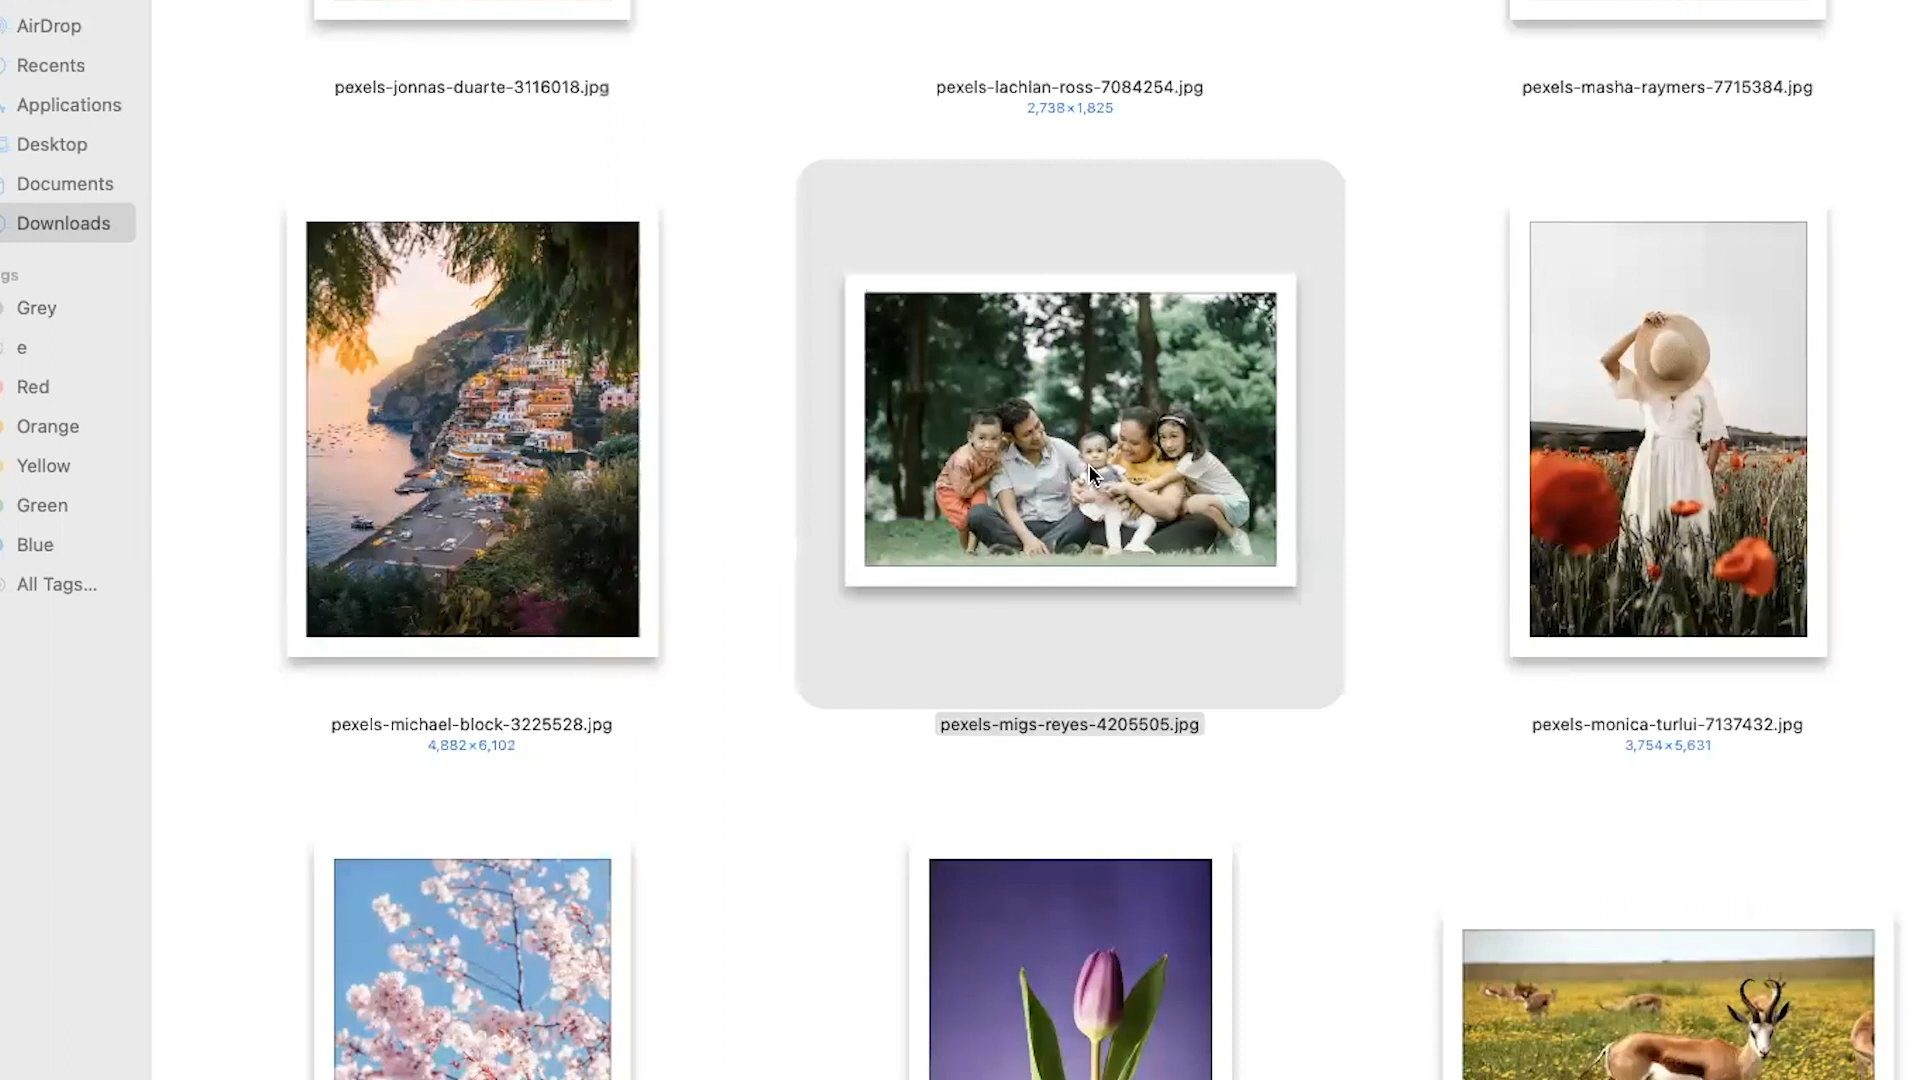 AirDrop
Recents
Applications
Desktop
Documents
Downloads
gs
Grey
e
Red
Orange
Yellow
Green
Blue
All Tags...
pexels-jonnas-duarte-3116018.jpg
pexels-lachlan-ross-7084254.jpg
2,738×1,825
pexels-masha-raymers-7715384.jpg
pexels-michael-block-3225528.jpg
4,882×6,102
pexels-migs-reyes-4205505.jpg
pexels-monica-turlui-7137432.jpg
3,754×5,631